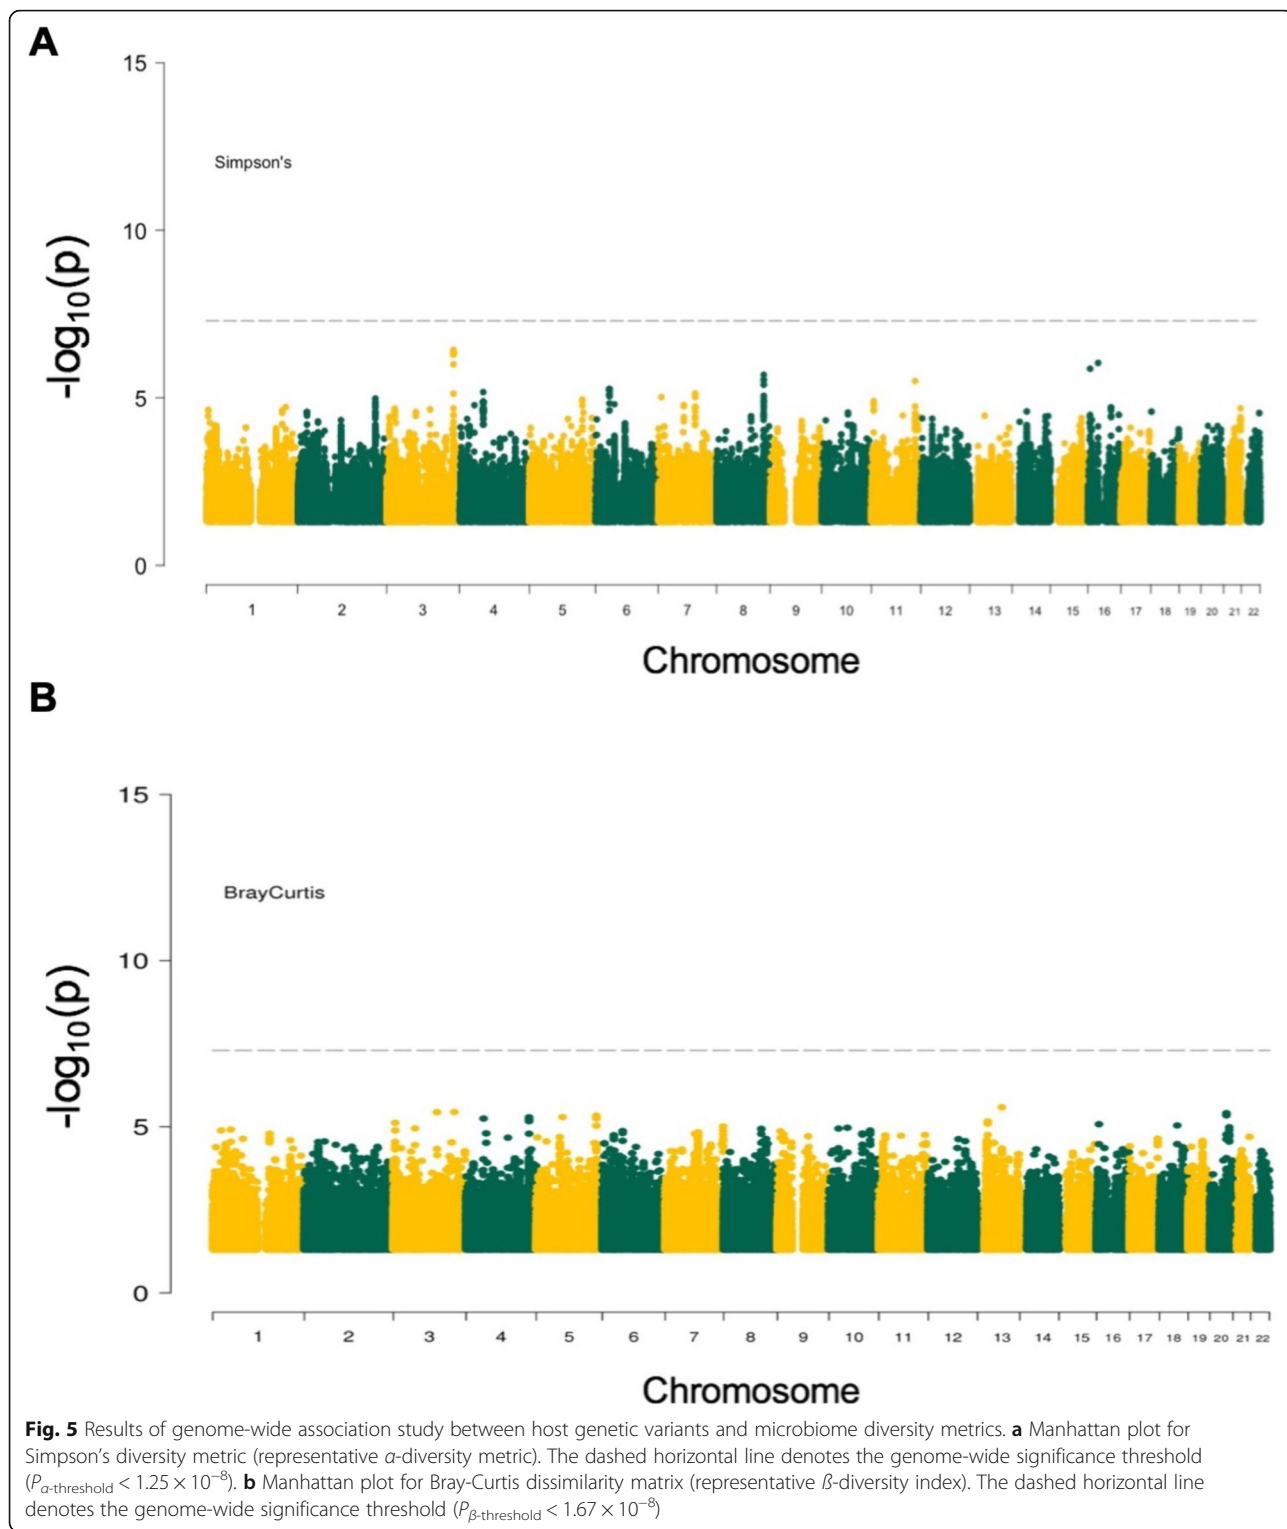 A
15
10
5
0
-log10(p)
Simpson's
1 2 3 4 5 6 7 8 9 10 11 12 13 14 15 16 17 18 19 20 21 22
Chromosome
B
15
10
5
0
-log10(p)
BrayCurtis
1 2 3 4 5 6 7 8 9 10 11 12 13 14 15 16 17 18 19 20 21 22
Chromosome
Fig. 5 Results of genome-wide association study between host genetic variants and microbiome diversity metrics. a Manhattan plot for
Simpson's diversity metric (representative α-diversity metric). The dashed horizontal line denotes the genome-wide significance threshold
(Pα-threshold < 1.25 × 10⁻⁸). b Manhattan plot for Bray-Curtis dissimilarity matrix (representative ß-diversity index). The dashed horizontal line
denotes the genome-wide significance threshold (Pβ-threshold < 1.67 × 10⁻⁸)